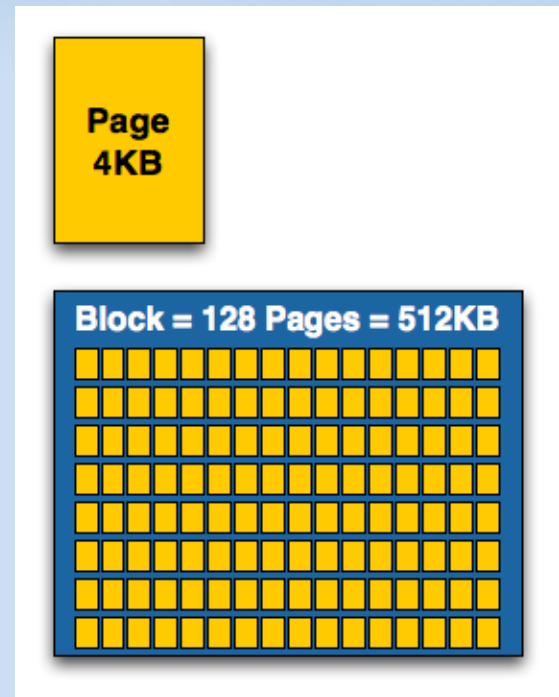 Page
4KB
Block = 128 Pages = 512KB